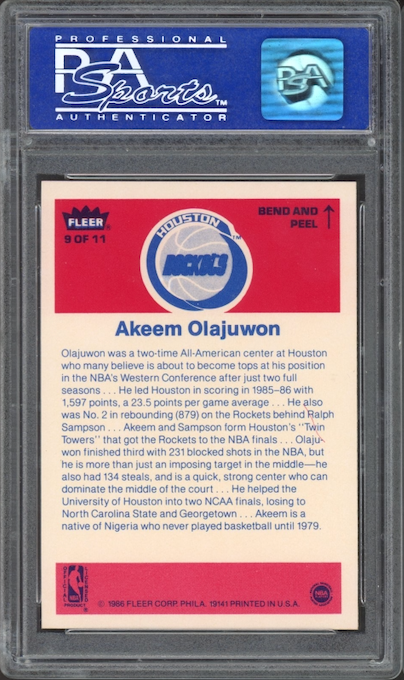 PROFESSIONAL
PSA
Sports™
AUTHENTICATOR
PSA
FLEER
9 OF 11
HOUSTON
ROCKETS
TM
BEND AND
PEEL
Akeem Olajuwon
Olajuwon was a two-time All-American center at Houston
who many believe is about to become tops at his position
in the NBA's Western Conference after just two full
seasons . . . He led Houston in scoring in 1985-86 with
1,597 points, a 23.5 points per game average . . . He also
was No. 2 in rebounding (879) on the Rockets behind Ralph
Sampson . . . Akeem and Sampson form Houston's "Twin
Towers" that got the Rockets to the NBA finals . . . Olaju-
won finished third with 231 blocked shots in the NBA, but
he is more than just an imposing target in the middle—he
also had 134 steals, and is a quick, strong center who can
dominate the middle of the court . . . He helped the
University of Houston into two NCAA finals, losing to
North Carolina State and Georgetown . . . Akeem is a
native of Nigeria who never played basketball until 1979.
OFFICIAL LICENSED
NBA
PRODUCT ®
© 1986 FLEER CORP. PHILA. 19141 PRINTED IN U.S.A.
NBA